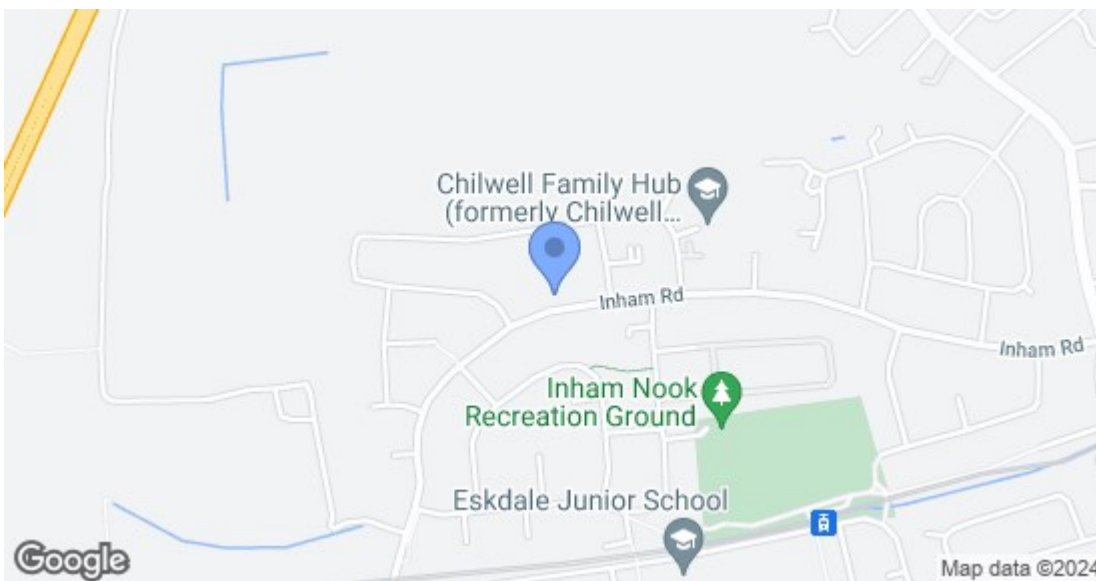 Chilwell Family Hub
(formerly Chilwell...
Inham Rd
Inham Rd
Inham Nook
Recreation Ground
Eskdale Junior School
Google
Map data ©2024